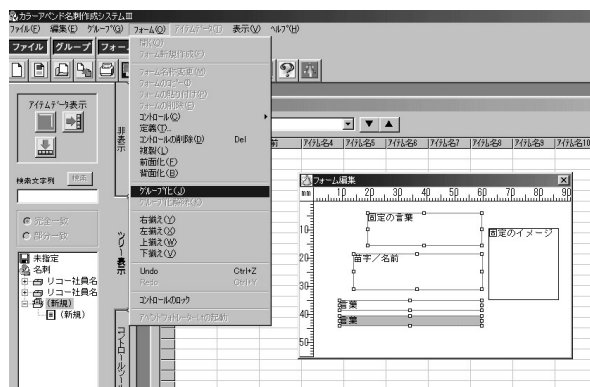 カラーアペンド名刺作成システムⅢ
ファイル(F) 編集(E) グループ(G) フォーム(O) アイテムデータ(T) 表示(V) ヘルプ(H)
ファイル グループ フォー
開く(O)
フォーム新規作成(E)
フォーム名称変更(M)
フォームのコピー(C)
フォームの貼り付け(P)
フォームの削除(E)
コントロール(C)
定義(T)...
コントロールの削除(D) Del
複製(L)
前面化(F)
背面化(B)
グループ化(J)
グループ化解除(K)
右揃え(Y)
左揃え(X)
上揃え(W)
下揃え(V)
Undo Ctrl+Z
Redo Ctrl+Y
コントロールのロック
アイテムデータ表示
検索文字列 検索
完全一致
部分一致
未指定
名刺
リコー社員名
リコー社員名
(新規)
(新規)
非表示
ツリー表示
コントロールツー
前 アイテム名4 アイテム名5 アイテム名6 アイテム名7 アイテム名8 アイテム名9 アイテム名10
フォーム編集
mm 10 20 30 40 50 60 70 80 90
10
20
30
40
50
固定の言葉
固定のイメージ
苗字／名前
言葉
言葉